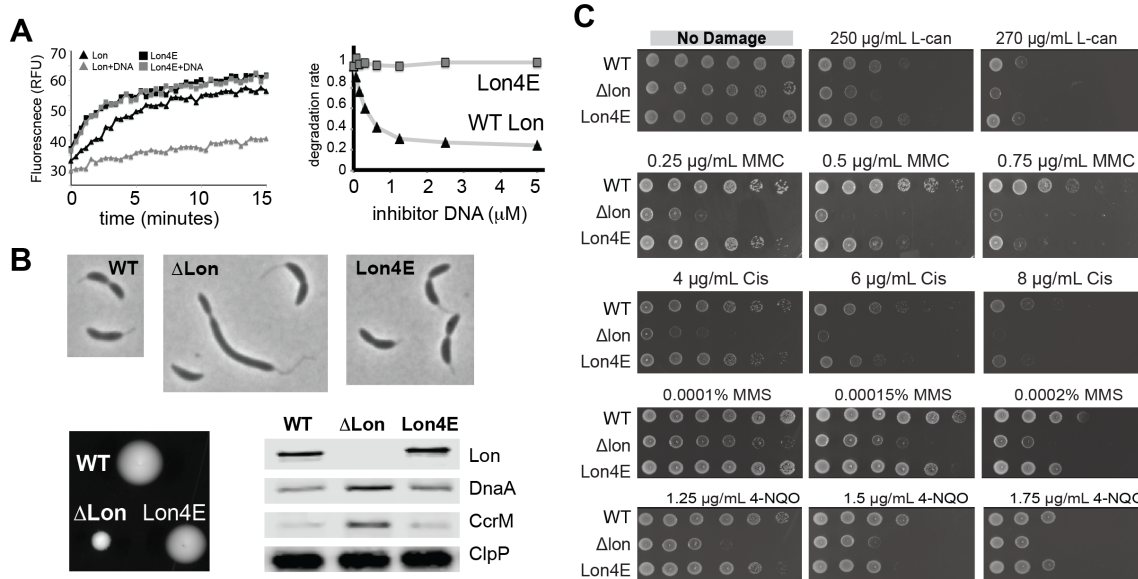 A
Fluorescnece (RFU)
70
60
50
40
30
Lon
Lon4E
Lon+DNA
Lon4E+DNA
0
5
10
15
time (minutes)
degradation rate
1
0.8
0.6
0.4
0.2
0
Lon4E
WT Lon
0
1
2
3
4
5
inhibitor DNA (μM)
B
WT
ΔLon
Lon4E
WT
ΔLon
Lon4E
WT ΔLon Lon4E
Lon
DnaA
CcrM
ClpP
C
No Damage
250 µg/mL L-can
270 µg/mL L-can
WT
Δlon
Lon4E
0.25 µg/mL MMC
0.5 µg/mL MMC
0.75 µg/mL MMC
WT
Δlon
Lon4E
4 µg/mL Cis
6 µg/mL Cis
8 µg/mL Cis
WT
Δlon
Lon4E
0.0001% MMS
0.00015% MMS
0.0002% MMS
WT
Δlon
Lon4E
1.25 µg/mL 4-NQO
1.5 µg/mL 4-NQO
1.75 µg/mL 4-NQO
WT
Δlon
Lon4E